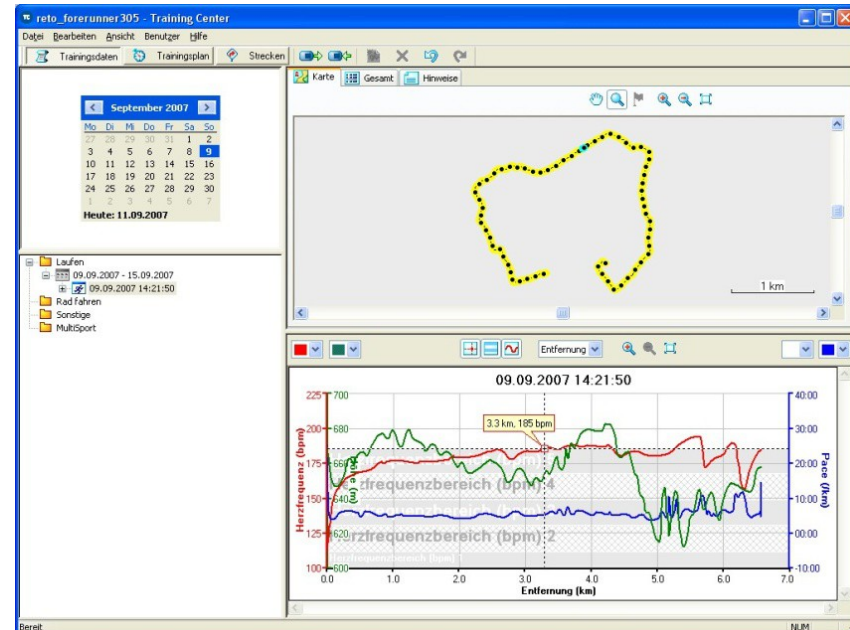 reto_forerunner305 - Training Center
Datei Bearbeiten Ansicht Benutzer Hilfe
Trainingsdaten Trainingsplan Strecken
Karte Gesamt Hinweise
September 2007
Mo Di Mi Do Fr Sa So
27 28 29 30 31 1 2
3 4 5 6 7 8 9
10 11 12 13 14 15 16
17 18 19 20 21 22 23
24 25 26 27 28 29 30
1 2 3 4 5 6 7
Heute: 11.09.2007
1 km
Laufen
09.09.2007 - 15.09.2007
09.09.2007 14:21:50
Rad fahren
Sonstige
MultiSport
Entfernung
09.09.2007 14:21:50
225 700 40:00
3.3 km, 185 bpm
200 680 30:00
175 660 20:00
150 640 10:00
125 620 00:00
100 600 -10:00
Herzfrequenz (bpm)
Höhe (m)
Pace (/km)
Herzfrequenzbereich (bpm) 4
Herzfrequenzbereich (bpm) 2
0.0 1.0 2.0 3.0 4.0 5.0 6.0 7.0
Entfernung (km)
Bereit NUM